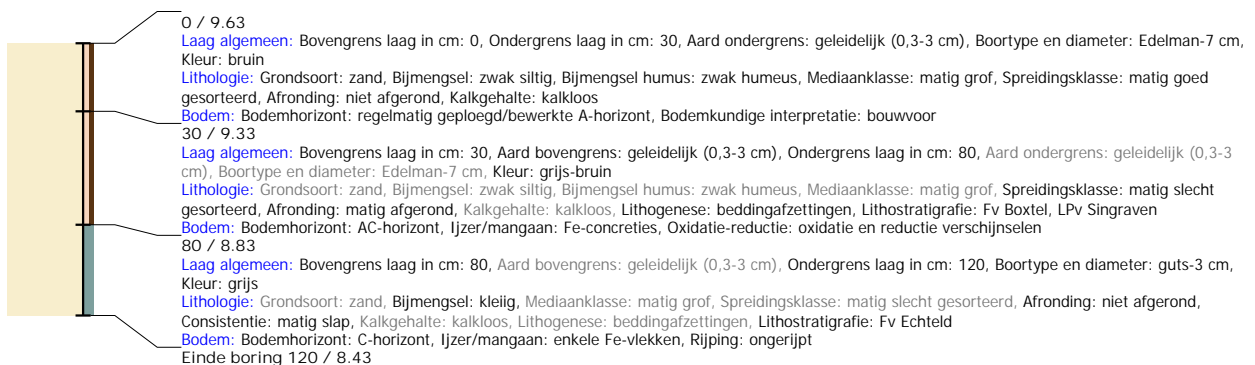 0 / 9.63
Laag algemeen: Bovengrens laag in cm: 0, Ondergrens laag in cm: 30, Aard ondergrens: geleidelijk (0,3-3 cm), Boortype en diameter: Edelman-7 cm,
Kleur: bruin
Lithologie: Grondsoort: zand, Bijmengsel: zwak siltig, Bijmengsel humus: zwak humeus, Mediaanklasse: matig grof, Spreidingsklasse: matig goed
gesorteerd, Afronding: niet afgerond, Kalkgehalte: kalkloos
Bodem: Bodemhorizont: regelmatig geploegd/bewerkte A-horizont, Bodemkundige interpretatie: bouwvoor
30 / 9.33
Laag algemeen: Bovengrens laag in cm: 30, Aard bovengrens: geleidelijk (0,3-3 cm), Ondergrens laag in cm: 80, Aard ondergrens: geleidelijk (0,3-3
cm), Boortype en diameter: Edelman-7 cm, Kleur: grijs-bruin
Lithologie: Grondsoort: zand, Bijmengsel: zwak siltig, Bijmengsel humus: zwak humeus, Mediaanklasse: matig grof, Spreidingsklasse: matig slecht
gesorteerd, Afronding: matig afgerond, Kalkgehalte: kalkloos, Lithogenese: beddingafzettingen, Lithostratigrafie: Fv Boxtel, LPv Singraven
Bodem: Bodemhorizont: AC-horizont, Ijzer/mangaan: Fe-concreties, Oxidatie-reductie: oxidatie en reductie verschijnselen
80 / 8.83
Laag algemeen: Bovengrens laag in cm: 80, Aard bovengrens: geleidelijk (0,3-3 cm), Ondergrens laag in cm: 120, Boortype en diameter: guts-3 cm,
Kleur: grijs
Lithologie: Grondsoort: zand, Bijmengsel: kleiig, Mediaanklasse: matig grof, Spreidingsklasse: matig slecht gesorteerd, Afronding: niet afgerond,
Consistentie: matig slap, Kalkgehalte: kalkloos, Lithogenese: beddingafzettingen, Lithostratigrafie: Fv Echteld
Bodem: Bodemhorizont: C-horizont, Ijzer/mangaan: enkele Fe-vlekken, Rijping: ongerijpt
Einde boring 120 / 8.43